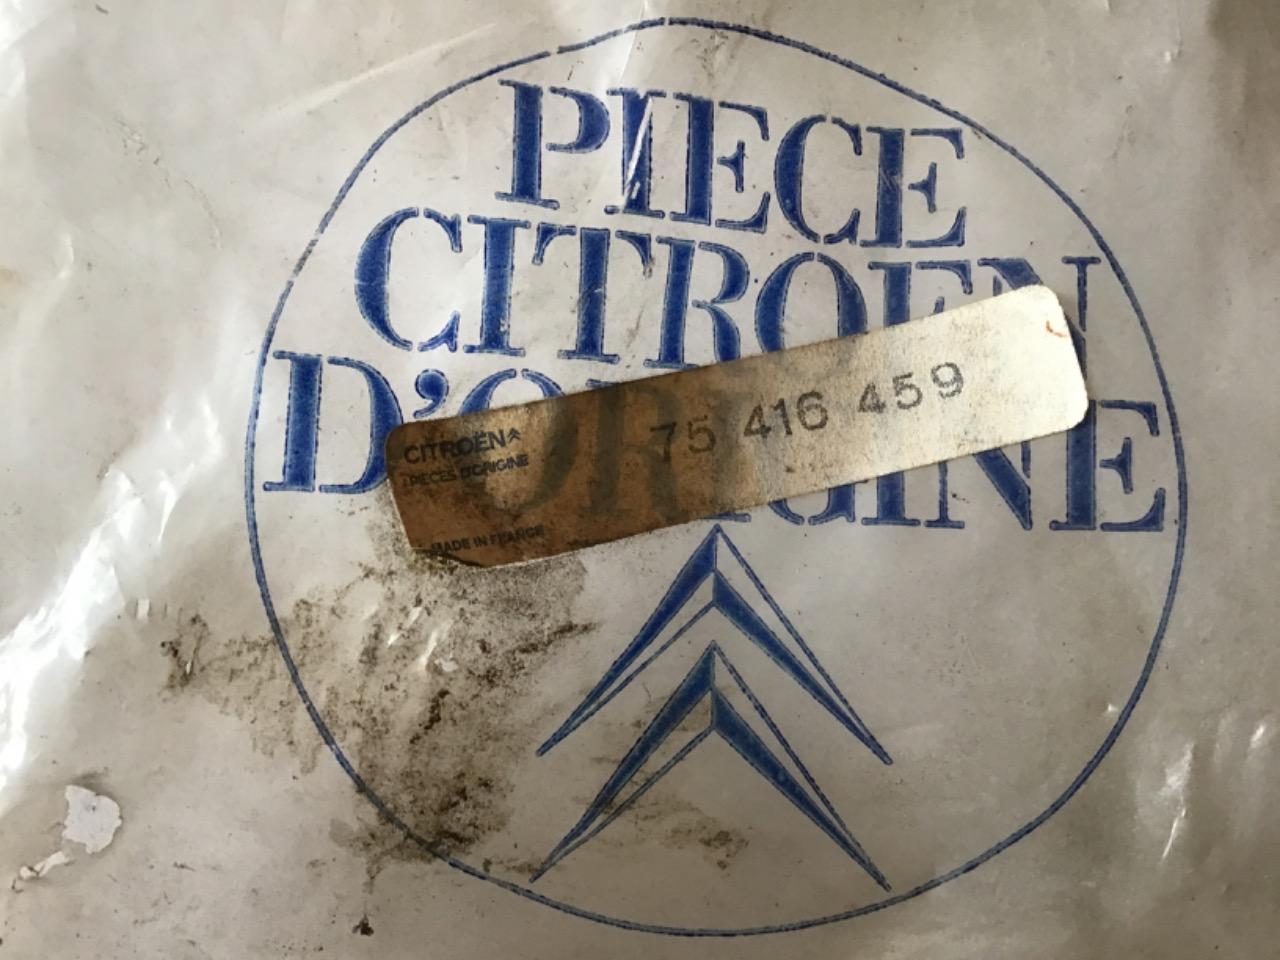 PIECE
CITROEN
D'ORIGINE
CITROËN
PIECES D'ORIGINE
75 416 459
MADE IN FRANCE